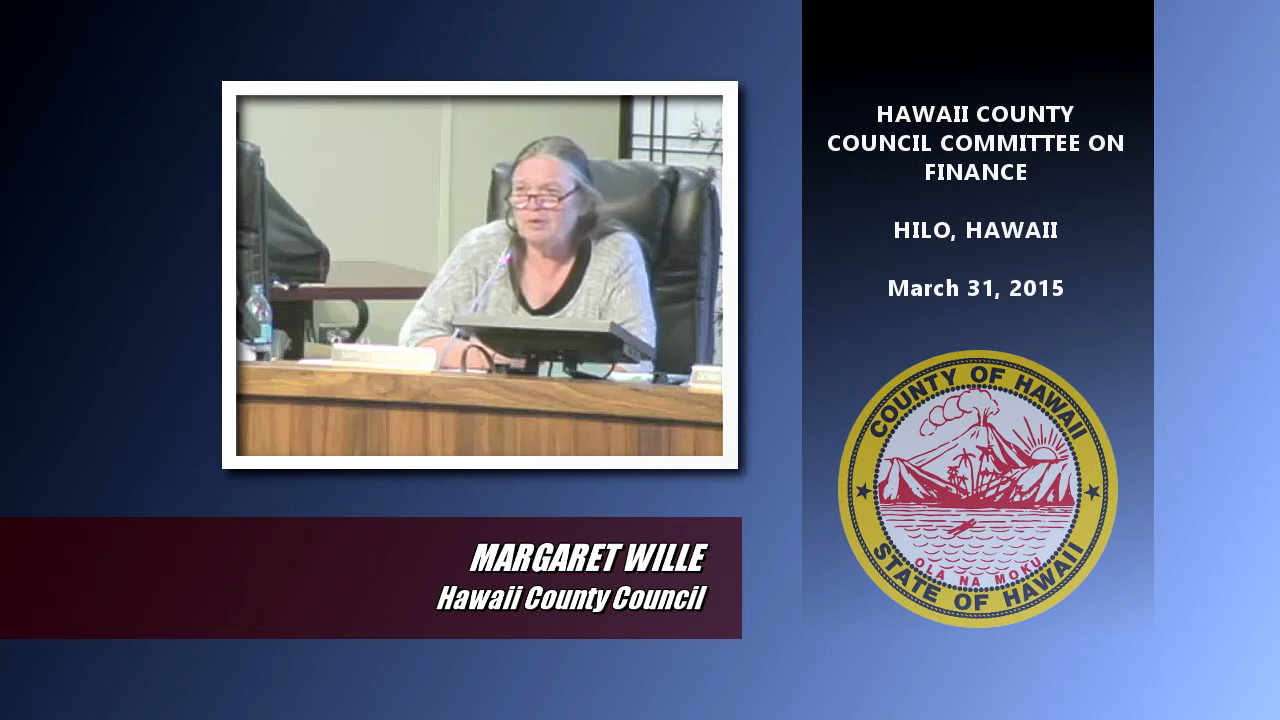 HAWAII COUNTY
COUNCIL COMMITTEE ON
FINANCE
HILO, HAWAII
March 31, 2015
COUNTY OF HAWAII
OLA NA MOKU
STATE OF HAWAII
MARGARET WILLE
Hawaii County Council